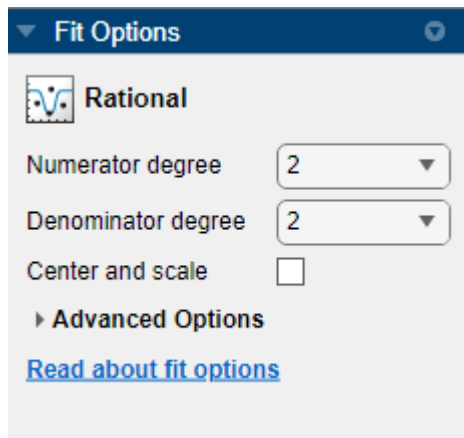 Fit Options
Rational
Numerator degree 2
Denominator degree 2
Center and scale
Advanced Options
Read about fit options